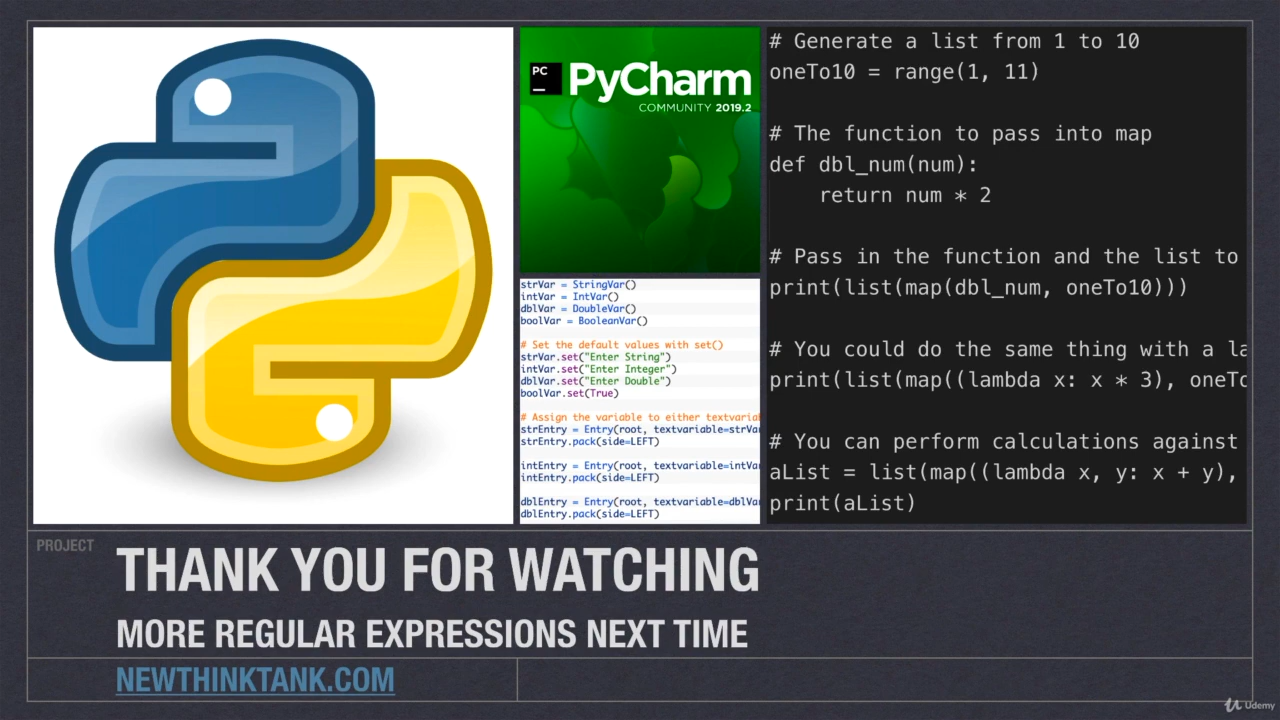 PC
PyCharm
COMMUNITY 2019.2
strVar = StringVar()
intVar = IntVar()
dblVar = DoubleVar()
boolVar = BooleanVar()
# Set the default values with set()
strVar.set("Enter String")
intVar.set("Enter Integer")
dblVar.set("Enter Double")
boolVar.set(True)
# Assign the variable to either textvariab
strEntry = Entry(root, textvariable=strVa
strEntry.pack(side=LEFT)
intEntry = Entry(root, textvariable=intVa
intEntry.pack(side=LEFT)
dblEntry = Entry(root, textvariable=dblVa
dblEntry.pack(side=LEFT)
# Generate a list from 1 to 10
oneTo10 = range(1, 11)
# The function to pass into map
def dbl_num(num):
    return num * 2
# Pass in the function and the list to
print(list(map(dbl_num, oneTo10)))
# You could do the same thing with a la
print(list(map((lambda x: x * 3), oneTo
# You can perform calculations against
aList = list(map((lambda x, y: x + y),
print(aList)
PROJECT
THANK YOU FOR WATCHING
MORE REGULAR EXPRESSIONS NEXT TIME
NEWTHINKTANK.COM
Udemy